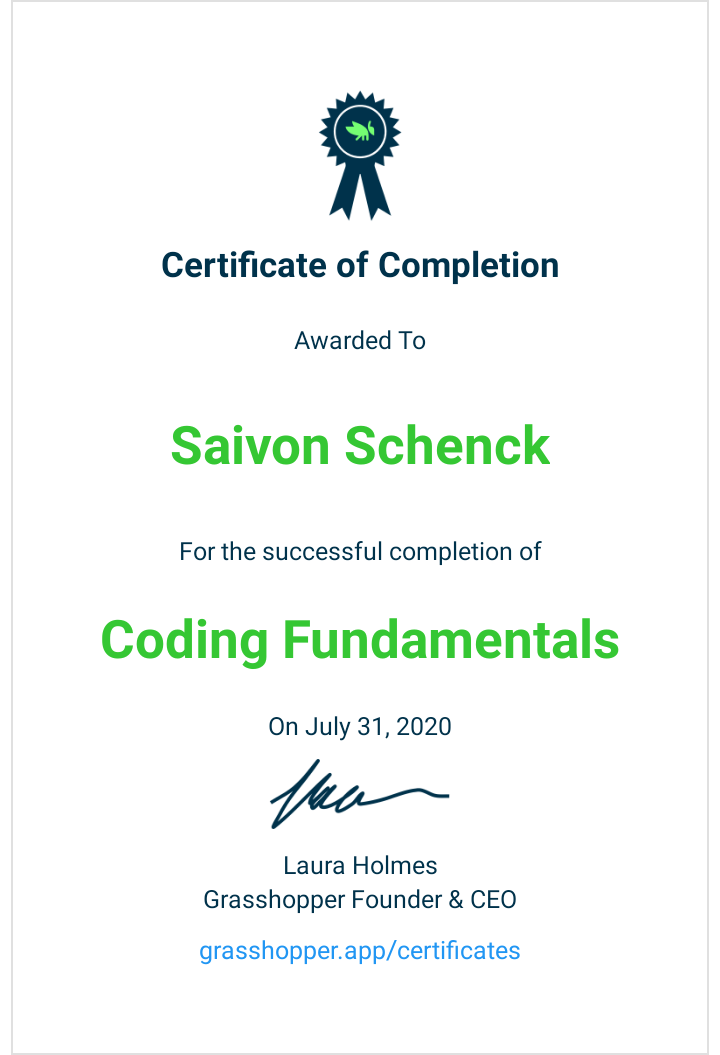 Certificate of Completion
Awarded To
Saivon Schenck
For the successful completion of
Coding Fundamentals
On July 31, 2020
Laura Holmes
Grasshopper Founder & CEO
grasshopper.app/certificates